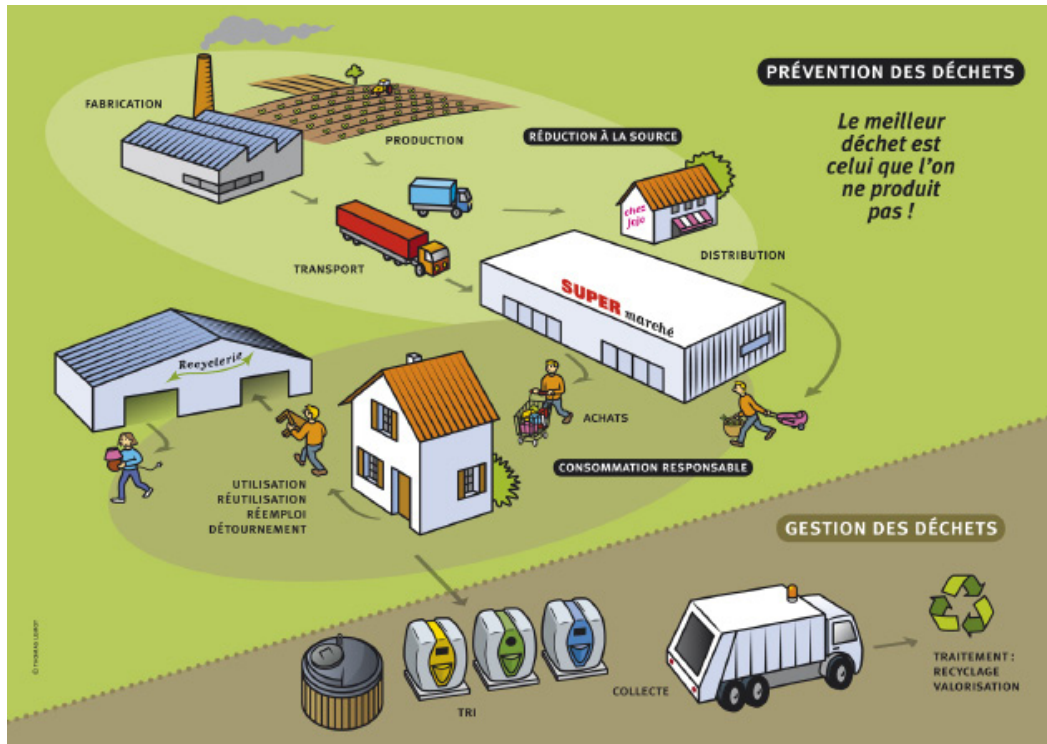 PRÉVENTION DES DÉCHETS
Le meilleur
déchet est
celui que l'on
ne produit
pas !
FABRICATION
PRODUCTION
RÉDUCTION À LA SOURCE
chez
Jojo
TRANSPORT
DISTRIBUTION
SUPER marché
Recyclerie
ACHATS
CONSOMMATION RESPONSABLE
UTILISATION
RÉUTILISATION
RÉEMPLOI
DÉTOURNEMENT
GESTION DES DÉCHETS
TRI
COLLECTE
TRAITEMENT :
RECYCLAGE
VALORISATION